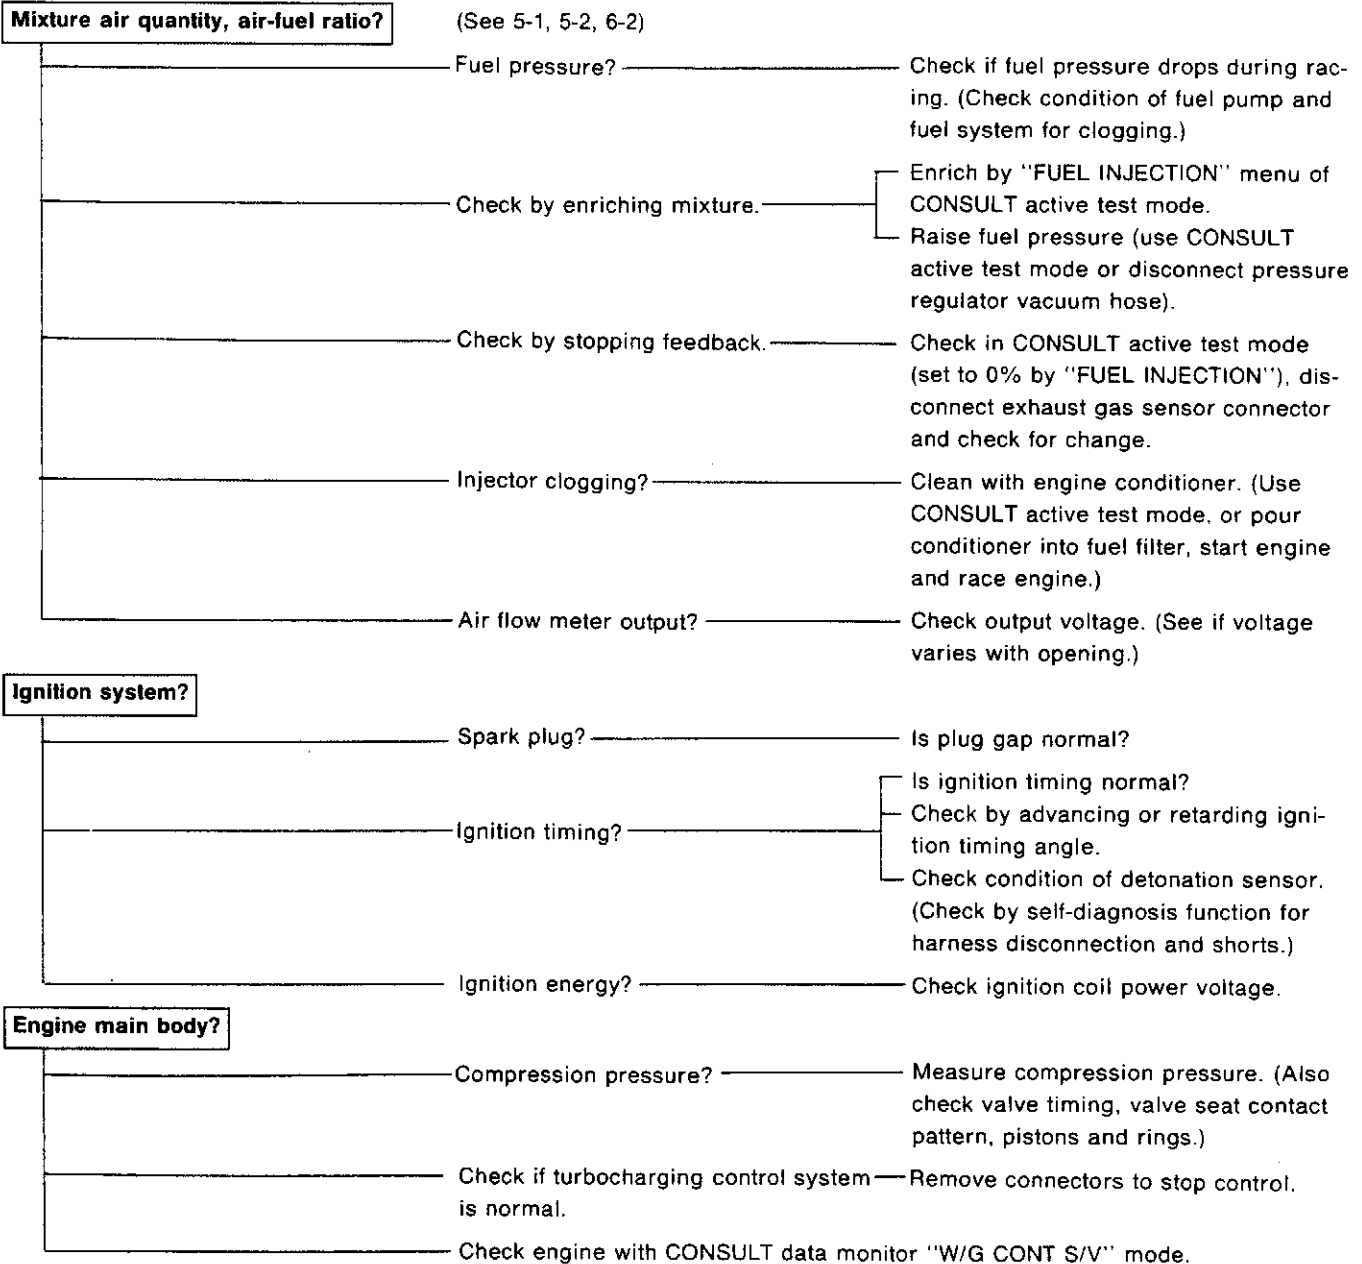 Mixture air quantity, air-fuel ratio? (See 5-1, 5-2, 6-2)
Fuel pressure? Check if fuel pressure drops during rac-
ing. (Check condition of fuel pump and
fuel system for clogging.)
Check by enriching mixture. Enrich by "FUEL INJECTION" menu of
CONSULT active test mode.
Raise fuel pressure (use CONSULT
active test mode or disconnect pressure
regulator vacuum hose).
Check by stopping feedback. Check in CONSULT active test mode
(set to 0% by "FUEL INJECTION"), dis-
connect exhaust gas sensor connector
and check for change.
Injector clogging? Clean with engine conditioner. (Use
CONSULT active test mode, or pour
conditioner into fuel filter, start engine
and race engine.)
Air flow meter output? Check output voltage. (See if voltage
varies with opening.)
Ignition system?
Spark plug? Is plug gap normal?
Is ignition timing normal?
Ignition timing? Check by advancing or retarding igni-
tion timing angle.
Check condition of detonation sensor.
(Check by self-diagnosis function for
harness disconnection and shorts.)
Ignition energy? Check ignition coil power voltage.
Engine main body?
Compression pressure? Measure compression pressure. (Also
check valve timing, valve seat contact
pattern, pistons and rings.)
Check if turbocharging control system Remove connectors to stop control.
is normal.
Check engine with CONSULT data monitor "W/G CONT S/V" mode.